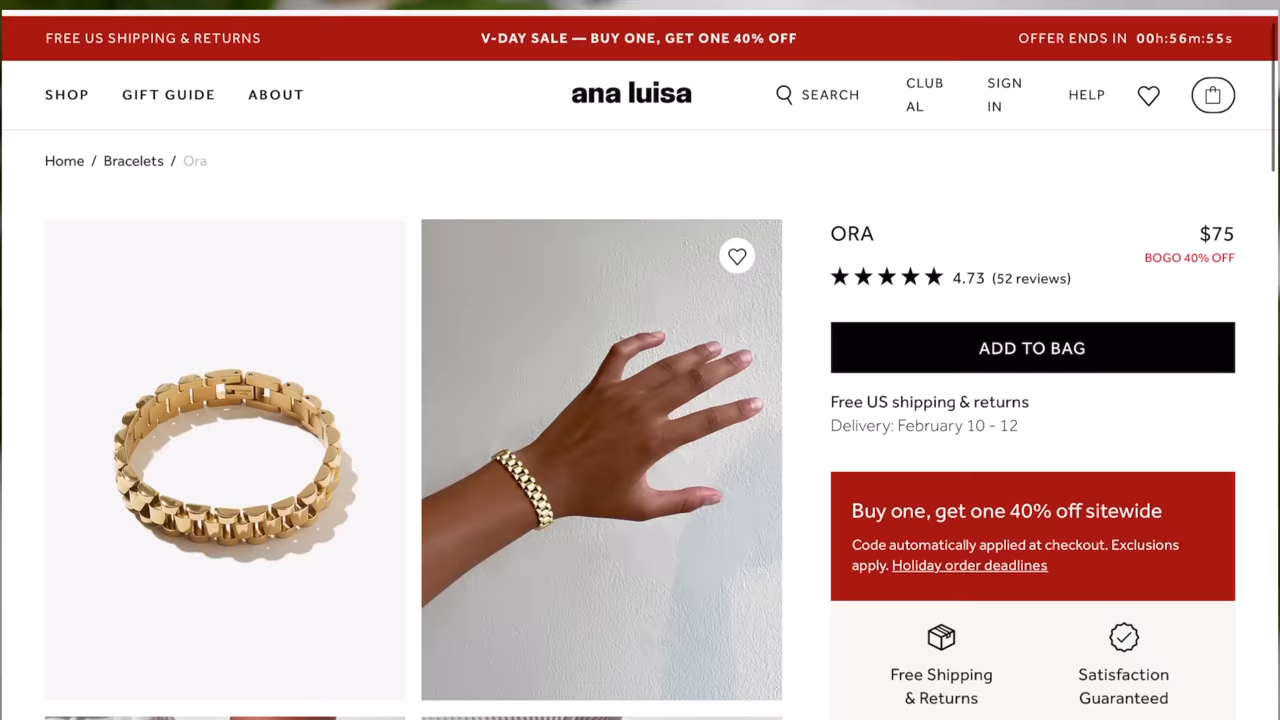 FREE US SHIPPING & RETURNS
V-DAY SALE — BUY ONE, GET ONE 40% OFF
OFFER ENDS IN 00h:56m:55s
SHOP
GIFT GUIDE
ABOUT
ana luisa
SEARCH
CLUB
AL
SIGN
IN
HELP
Home / Bracelets / Ora
ORA
$75
BOGO 40% OFF
4.73 (52 reviews)
ADD TO BAG
Free US shipping & returns
Delivery: February 10 - 12
Buy one, get one 40% off sitewide
Code automatically applied at checkout. Exclusions
apply. Holiday order deadlines
Free Shipping
& Returns
Satisfaction
Guaranteed